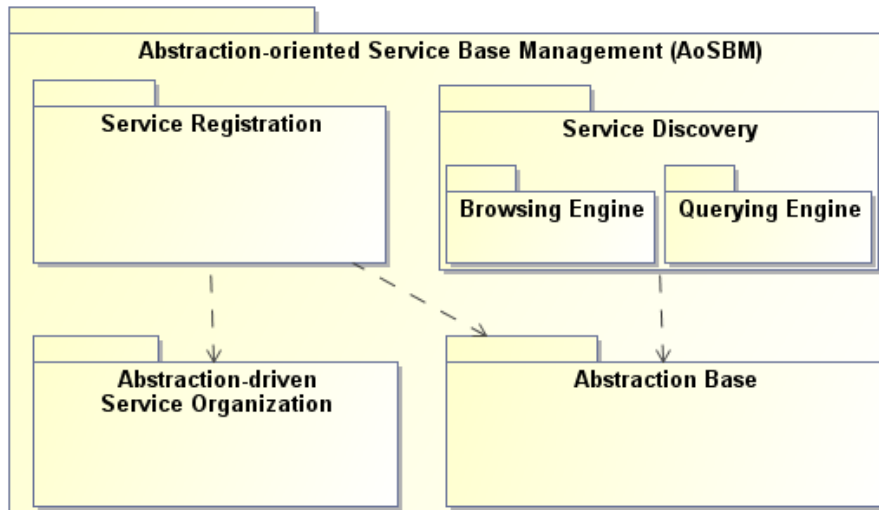 Abstraction-oriented Service Base Management (AoSBM)
Service Registration
Service Discovery
Browsing Engine
Querying Engine
Abstraction-driven
Service Organization
Abstraction Base